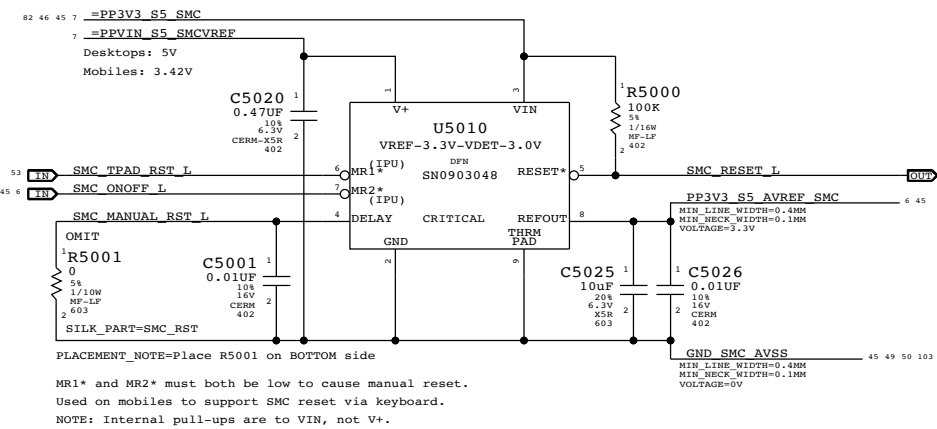 82 46 45 7 =PP3V3_S5_SMC
7 =PPVIN_S5_SMCVREF
Desktops: 5V
Mobiles: 3.42V
C5020
0.47UF
10%
6.3V
CERM-X5R
402
1
2
1
V+
3
VIN
U5010
VREF-3.3V-VDET-3.0V
DFN
SN0903048
CRITICAL
R5000
100K
5%
1/16W
MF-LF
402
1
2
53 IN SMC_TPAD_RST_L 6 MR1* (IPU)
45 6 IN SMC_ONOFF_L 7 MR2* (IPU)
RESET* 5 SMC_RESET_L OUT
SMC_MANUAL_RST_L 4 DELAY
REFOUT 8
PP3V3_S5_AVREF_SMC 6 45
MIN_LINE_WIDTH=0.4MM
MIN_NECK_WIDTH=0.1MM
VOLTAGE=3.3V
GND
2
THRM
PAD
9
OMIT
R5001
0
5%
1/10W
MF-LF
603
1
2
SILK_PART=SMC_RST
C5001
0.01UF
10%
16V
CERM
402
1
2
C5025
10uF
20%
6.3V
X5R
603
1
2
C5026
0.01UF
10%
16V
CERM
402
1
2
PLACEMENT_NOTE=Place R5001 on BOTTOM side
GND_SMC_AVSS 45 49 50 103
MIN_LINE_WIDTH=0.4MM
MIN_NECK_WIDTH=0.1MM
VOLTAGE=0V
MR1* and MR2* must both be low to cause manual reset.
Used on mobiles to support SMC reset via keyboard.
NOTE: Internal pull-ups are to VIN, not V+.